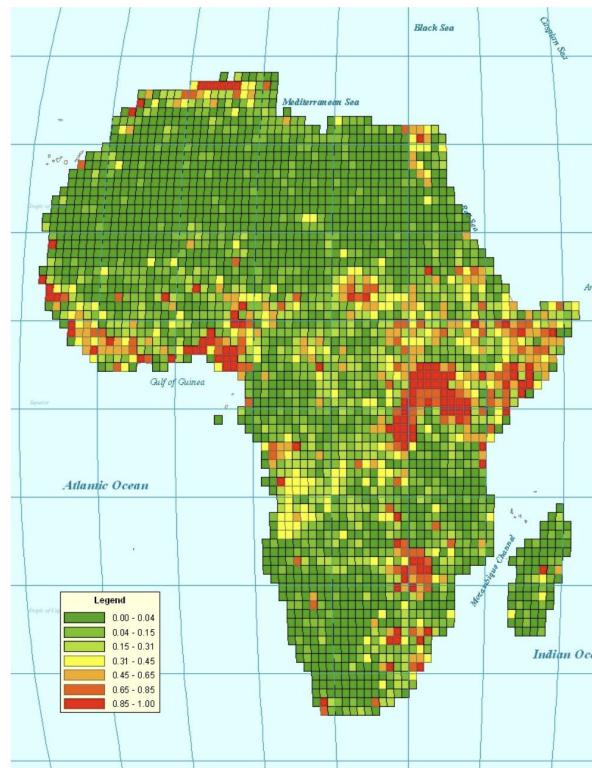 Black Sea
Caspian Sea
Mediterranean Sea
Red Sea
Gulf of Guinea
Equator
Atlantic Ocean
Mozambique Channel
Indian Oc
Legend
0.00 - 0.04
0.04 - 0.15
0.15 - 0.31
0.31 - 0.45
0.45 - 0.65
0.65 - 0.85
0.85 - 1.00